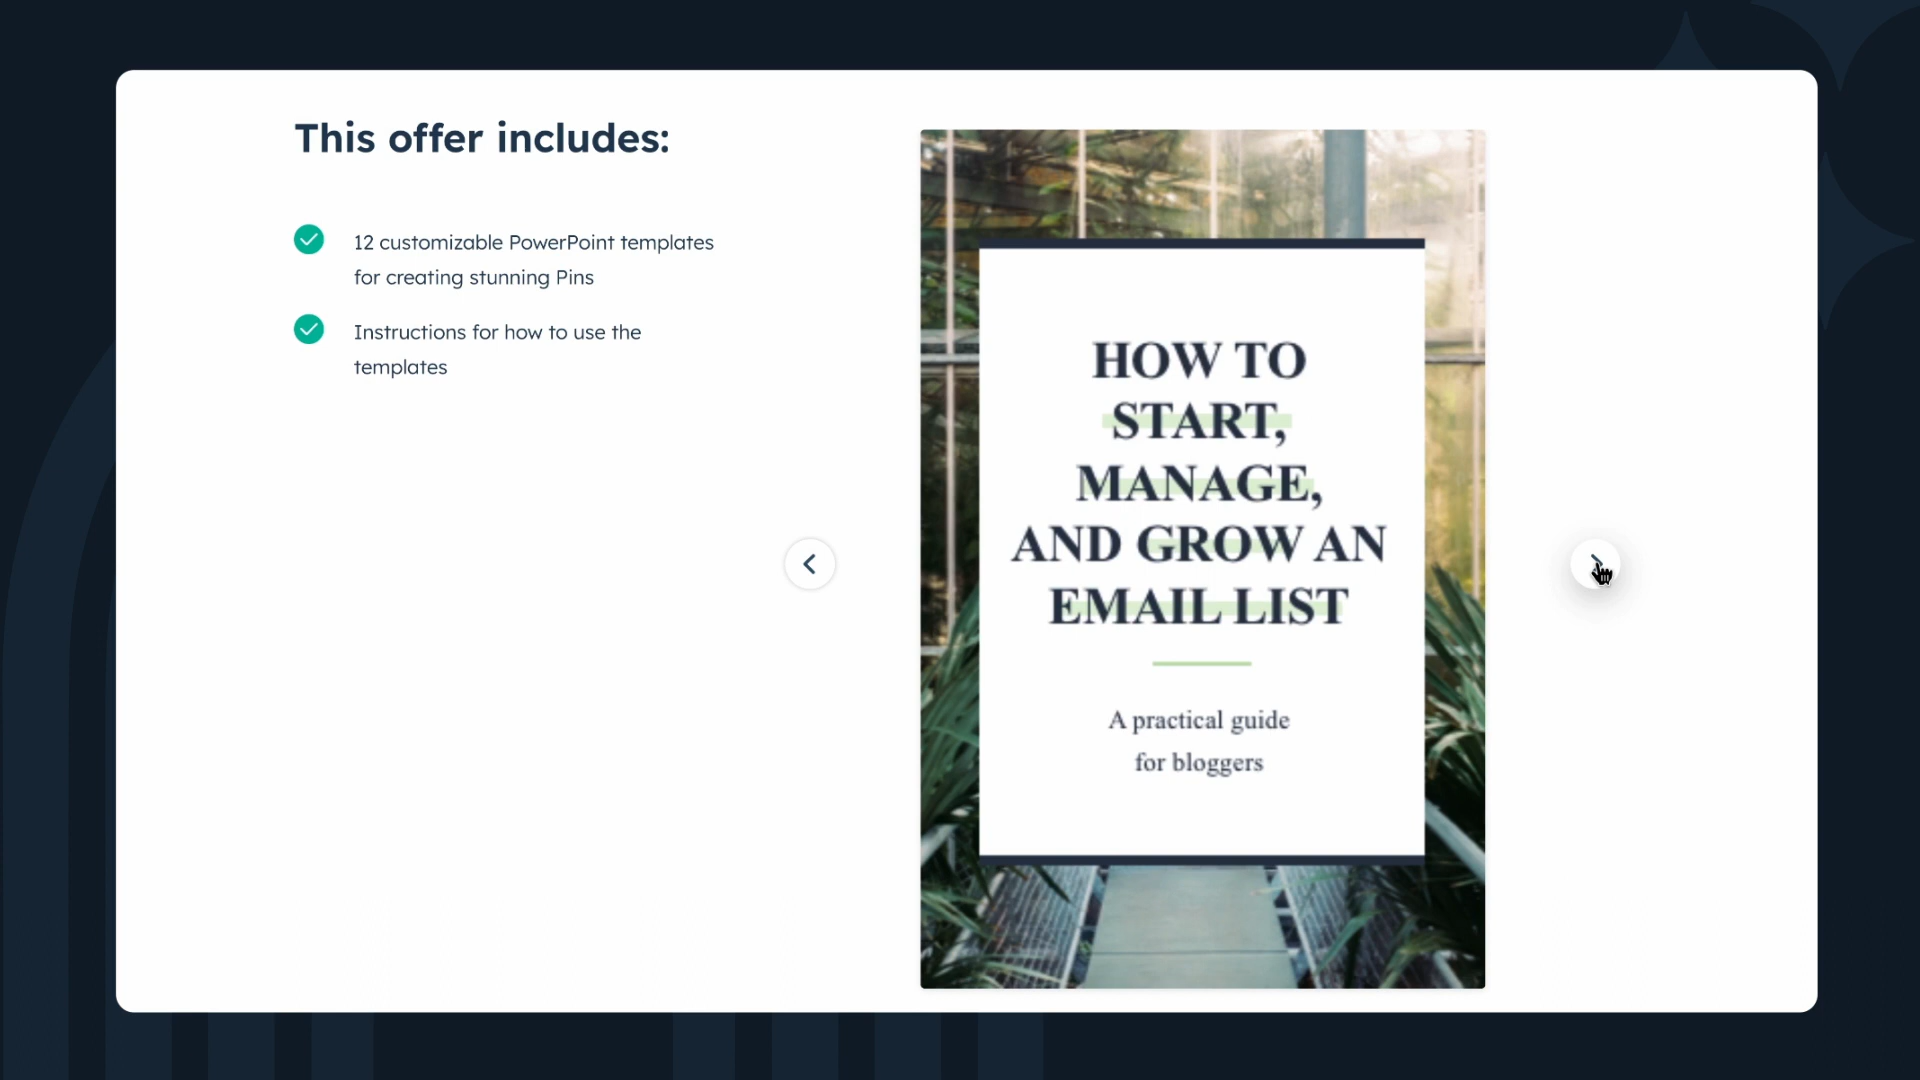 This offer includes:
12 customizable PowerPoint templates
for creating stunning Pins
Instructions for how to use the
templates
HOW TO
START,
MANAGE,
AND GROW AN
EMAIL LIST
A practical guide
for bloggers